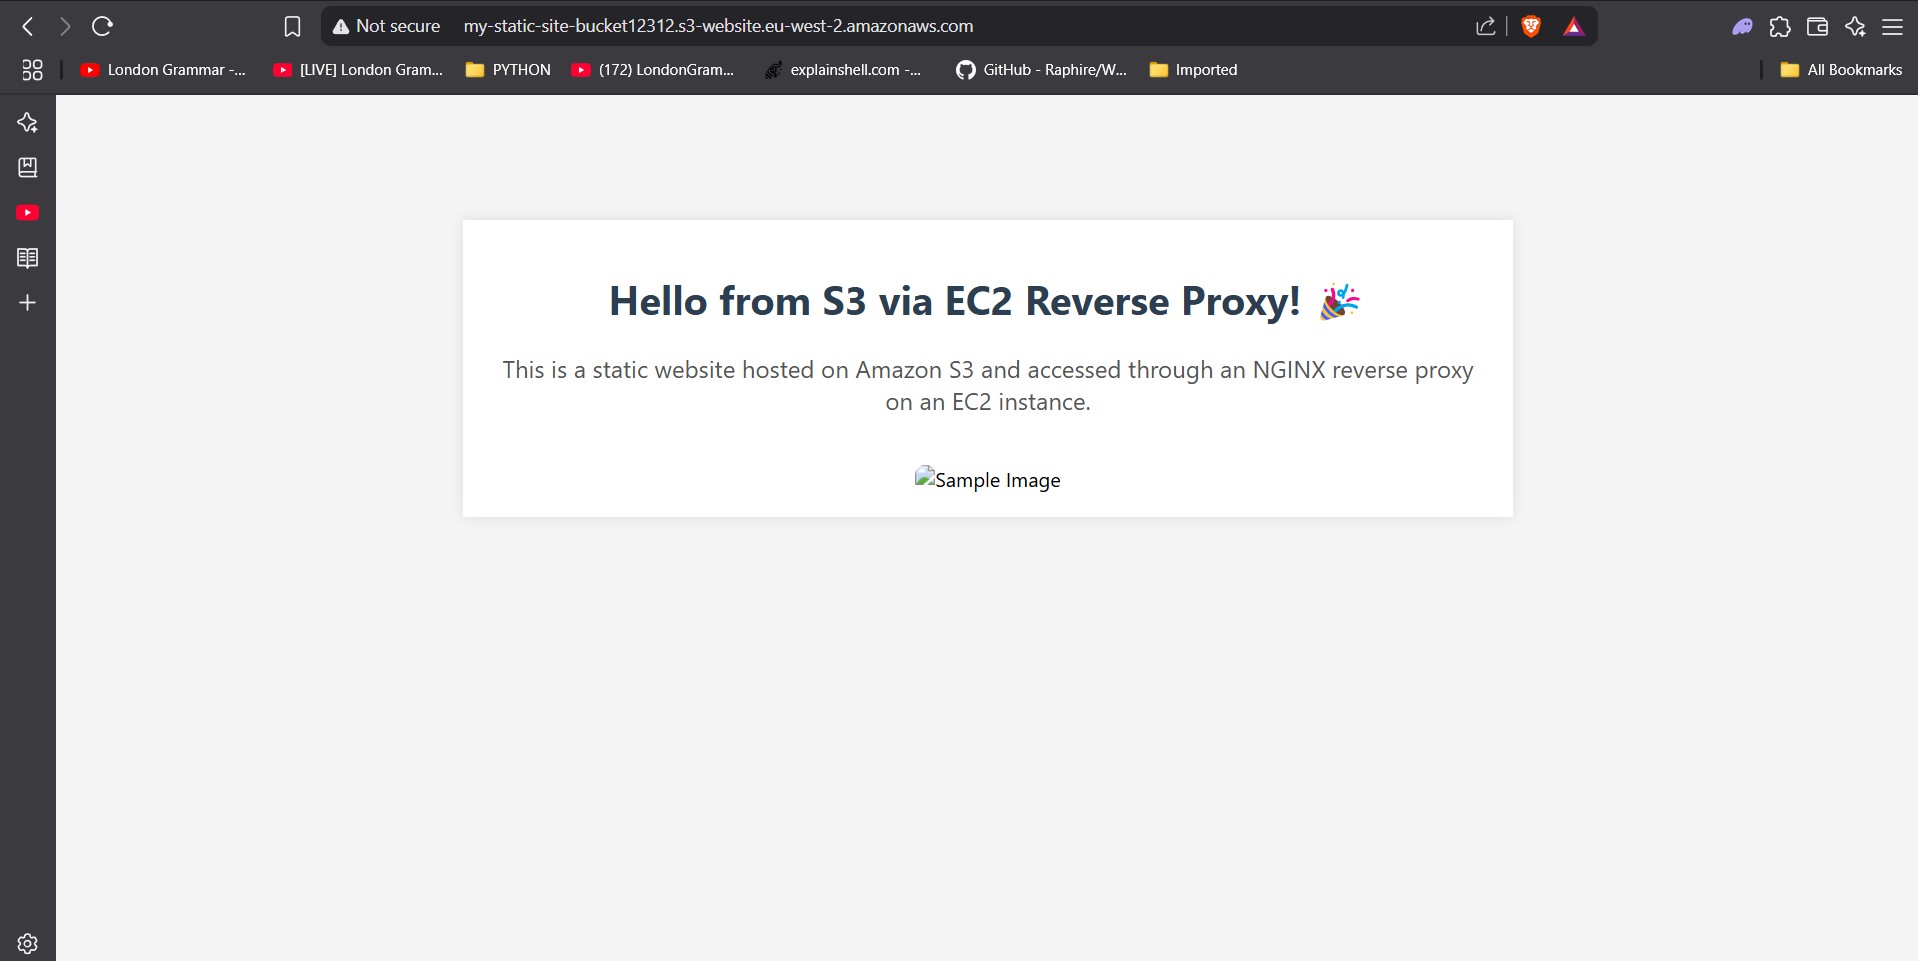 Not secure my-static-site-bucket12312.s3-website.eu-west-2.amazonaws.com
London Grammar -... [LIVE] London Gram... PYTHON (172) LondonGram... explainshell.com -... GitHub - Raphire/W... Imported All Bookmarks
Hello from S3 via EC2 Reverse Proxy! 🎉
This is a static website hosted on Amazon S3 and accessed through an NGINX reverse proxy
on an EC2 instance.
Sample Image